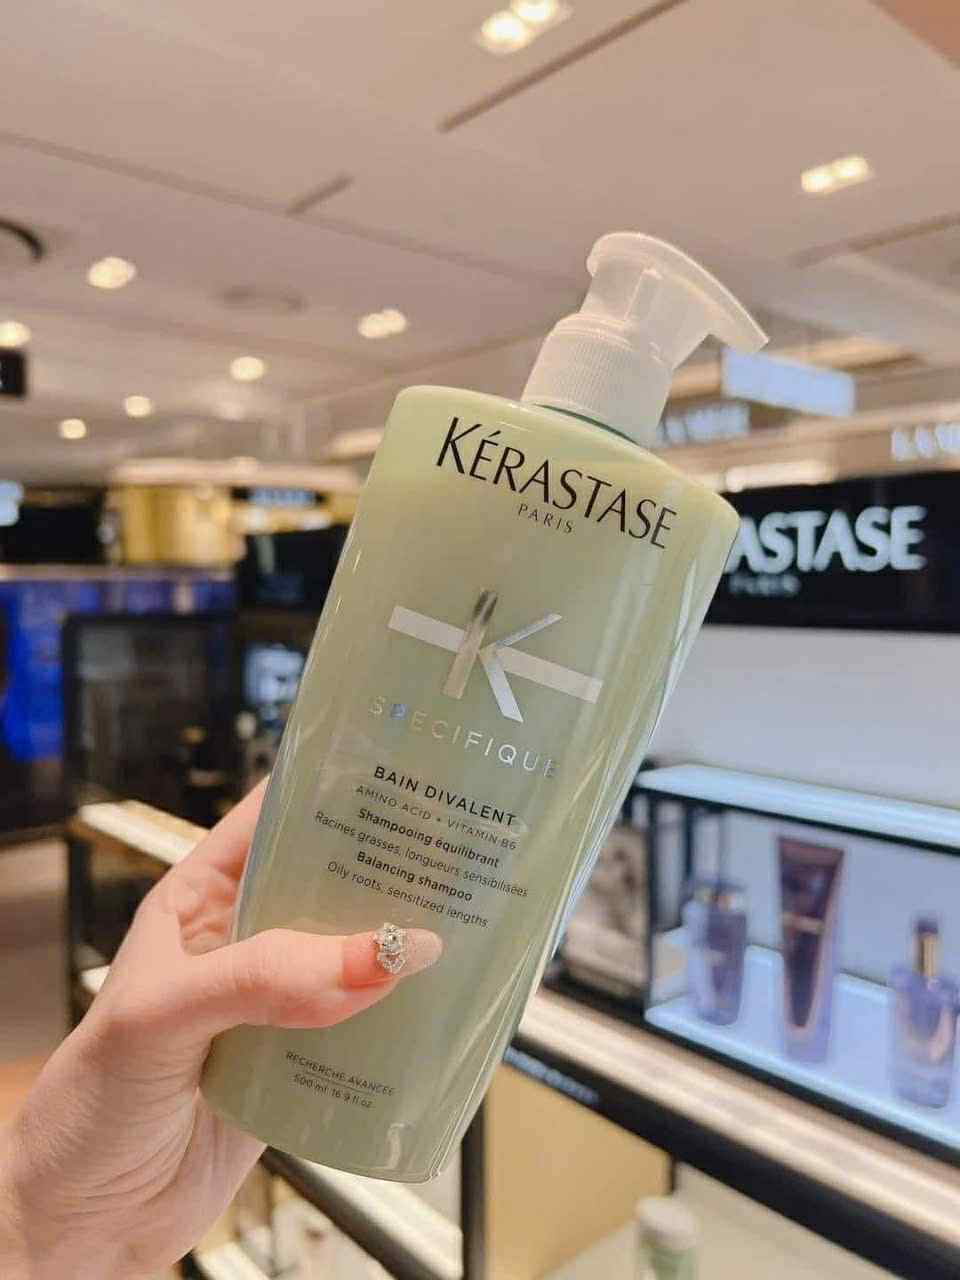 KÉRASTASE
PARIS
SPECIFIQUE
BAIN DIVALENT
AMINO ACID + VITAMIN B6
Shampooing équilibrant
Racines grasses, longueurs sensibilisées
Balancing shampoo
Oily roots, sensitized lengths
RECHERCHE AVANCÉE
500 ml 16.9 fl.oz.
ASTASE
PARIS